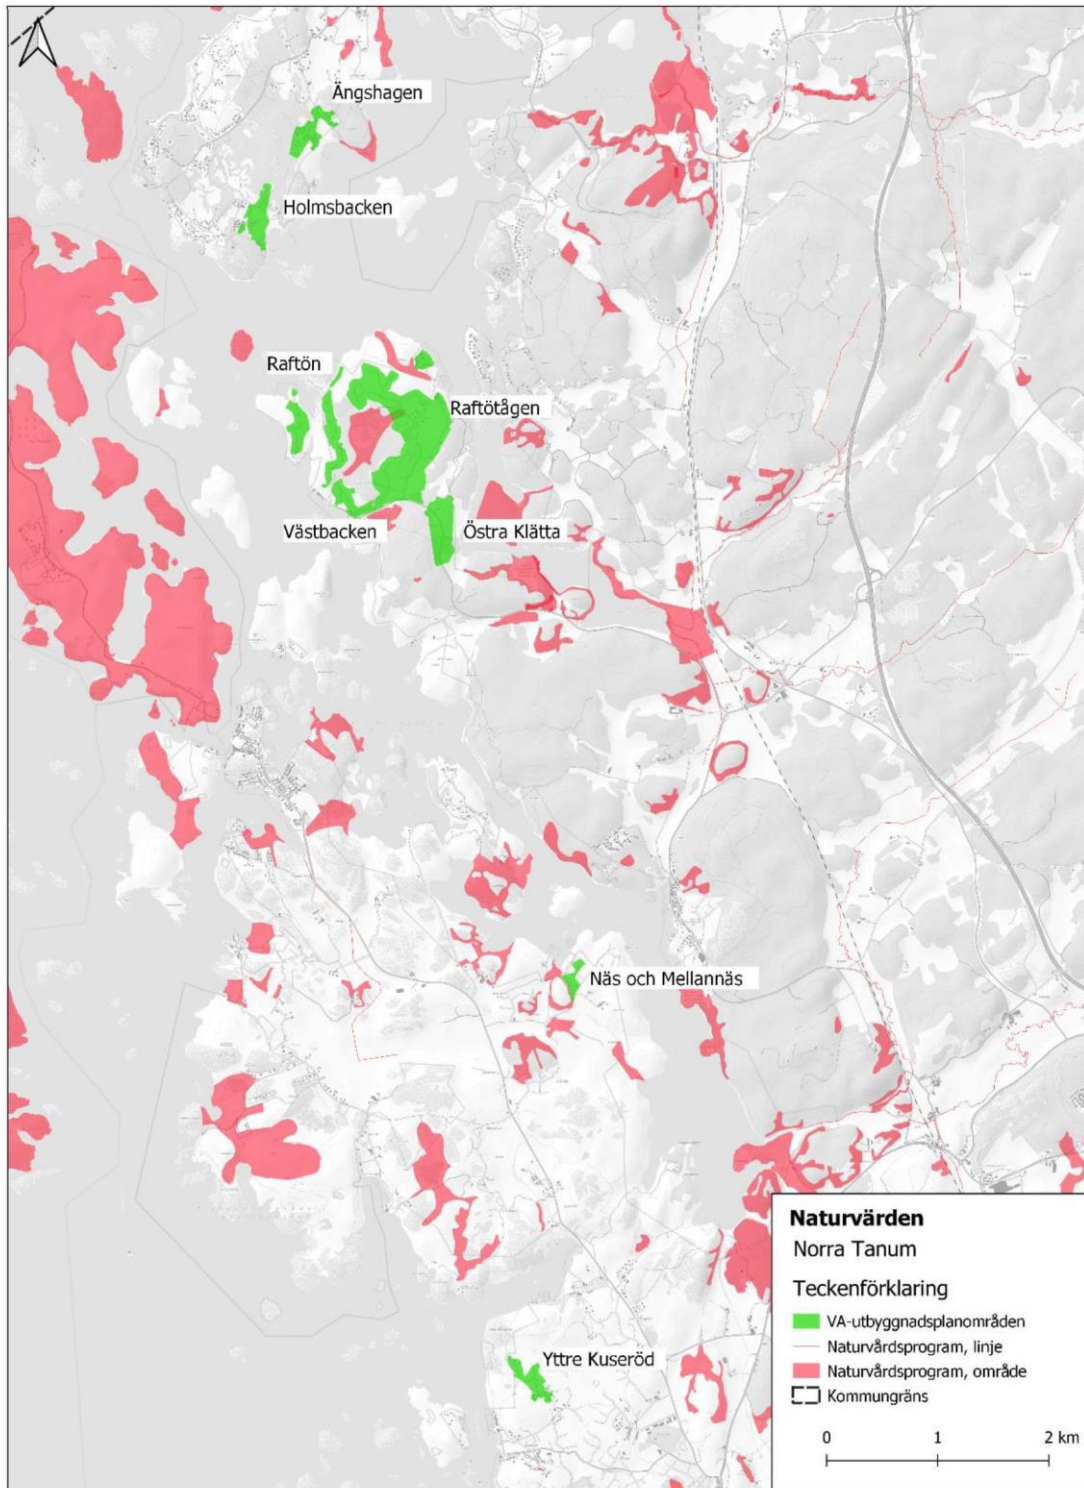 Ängshagen
Holmsbacken
Raftön
Raftötågen
Västbacken
Östra Klätta
Näs och Mellannäs
Yttre Kuseröd
Naturvärden
Norra Tanum
Teckenförklaring
VA-utbyggnadsplanområden
Naturvårdsprogram, linje
Naturvårdsprogram, område
Kommungräns
0 1 2 km